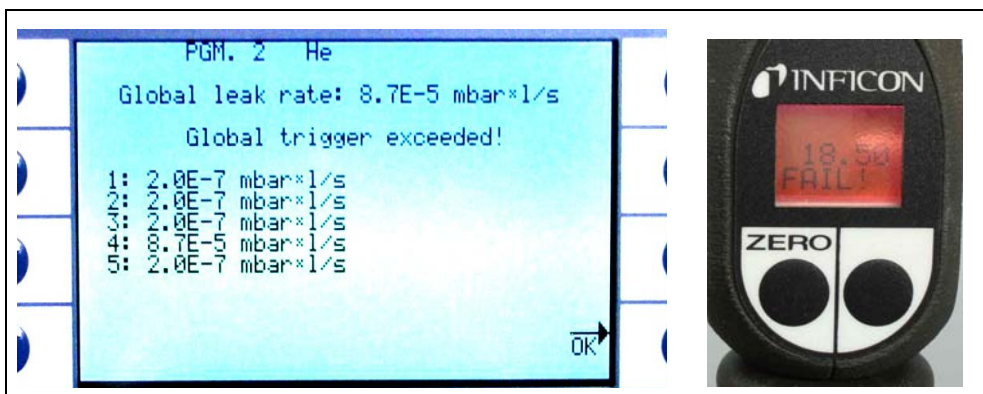 PGM. 2 He
Global leak rate: 8.7E-5 mbar×l/s
Global trigger exceeded!
1: 2.0E-7 mbar×l/s
2: 2.0E-7 mbar×l/s
3: 2.0E-7 mbar×l/s
4: 8.7E-5 mbar×l/s
5: 2.0E-7 mbar×l/s
OK
INFICON
18.50
FAIL!
ZERO